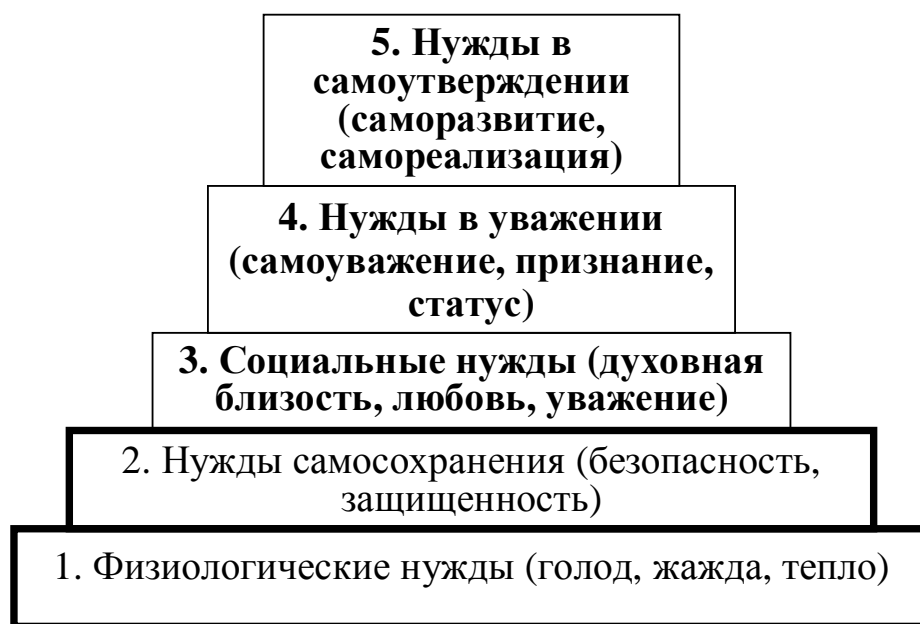 5. Нужды в
самоутверждении
(саморазвитие,
самореализация)
4. Нужды в уважении
(самоуважение, признание,
статус)
3. Социальные нужды (духовная
близость, любовь, уважение)
2. Нужды самосохранения (безопасность,
защищенность)
1. Физиологические нужды (голод, жажда, тепло)